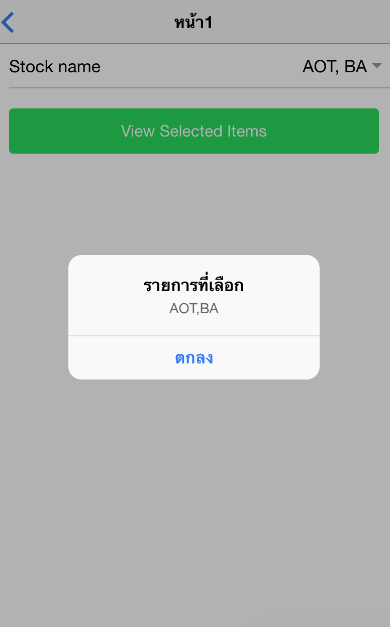 หน้า1
Stock name AOT, BA
View Selected Items
รายการที่เลือก
AOT,BA
ตกลง